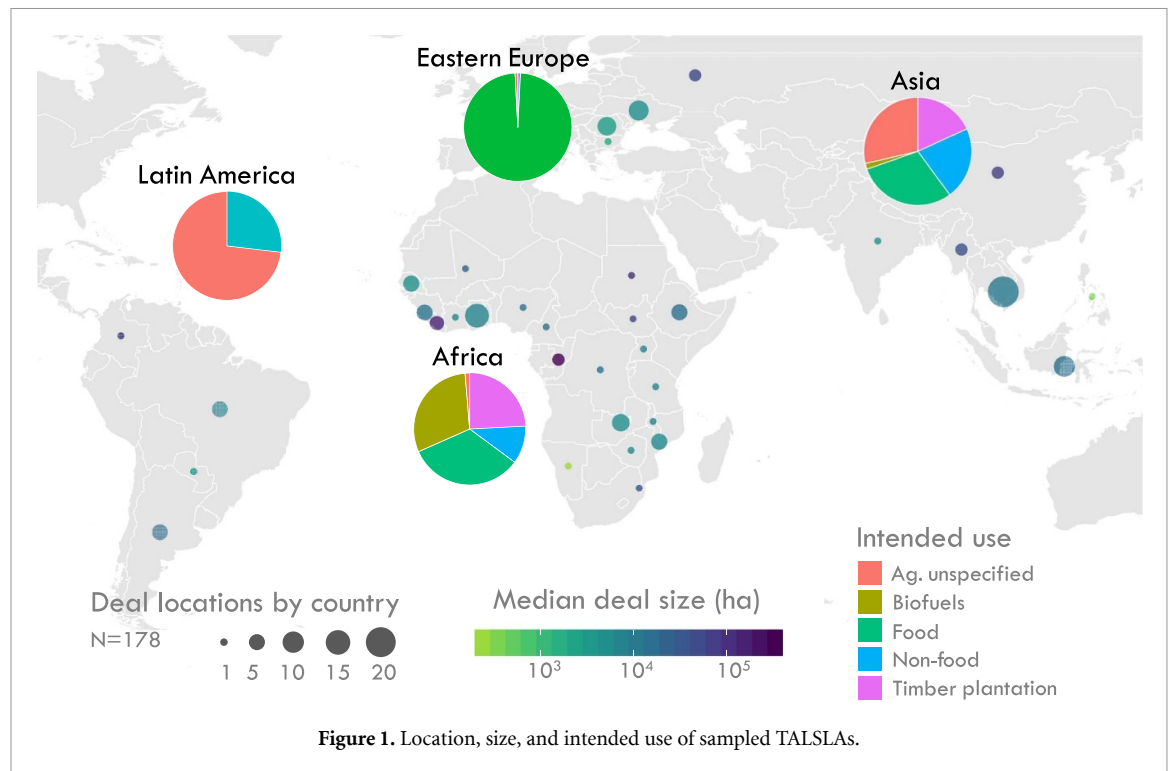 Eastern Europe
Asia
Latin America
Africa
Deal locations by country
N=178
1 5 10 15 20
Median deal size (ha)
10³ 10⁴ 10⁵
Intended use
Ag. unspecified
Biofuels
Food
Non-food
Timber plantation
Figure 1. Location, size, and intended use of sampled TALSLAs.